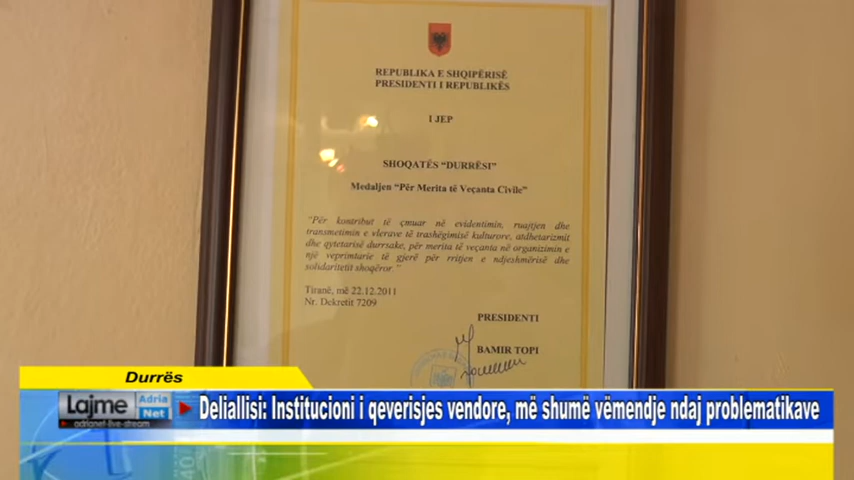 REPUBLIKA E SHQIPËRISË
PRESIDENTI I REPUBLIKËS
I JEP
SHOQATËS "DURRËSI"
Medaljen "Për Merita të Veçanta Civile"
"Për kontribut të çmuar në evidentimin, ruajtjen dhe
transmetimin e vlerave të trashëgimisë kulturore, atdhetarizmit
dhe qytetarisë durrsake, për merita të veçanta në organizimin e
një veprimtarie të gjerë për rritjen e ndjeshmërisë dhe
solidaritetit shoqëror."
Tiranë, më 22.12.2011
Nr. Dekretit 7209
PRESIDENTI
BAMIR TOPI
Durrës
Lajme Adria Net
adrianet-live-stream
Deliallisi: Institucioni i qeverisjes vendore, më shumë vëmendje ndaj problematikave